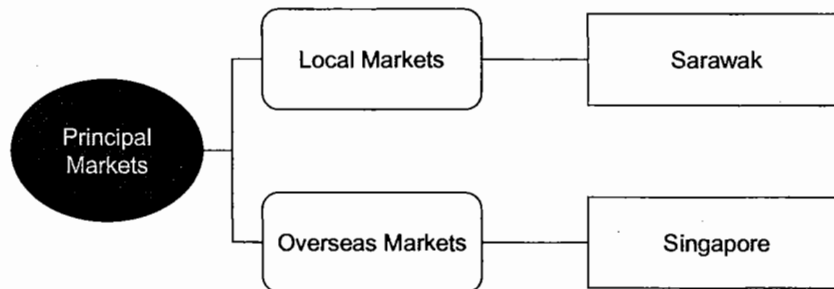 Principal
Markets
Local Markets
Sarawak
Overseas Markets
Singapore